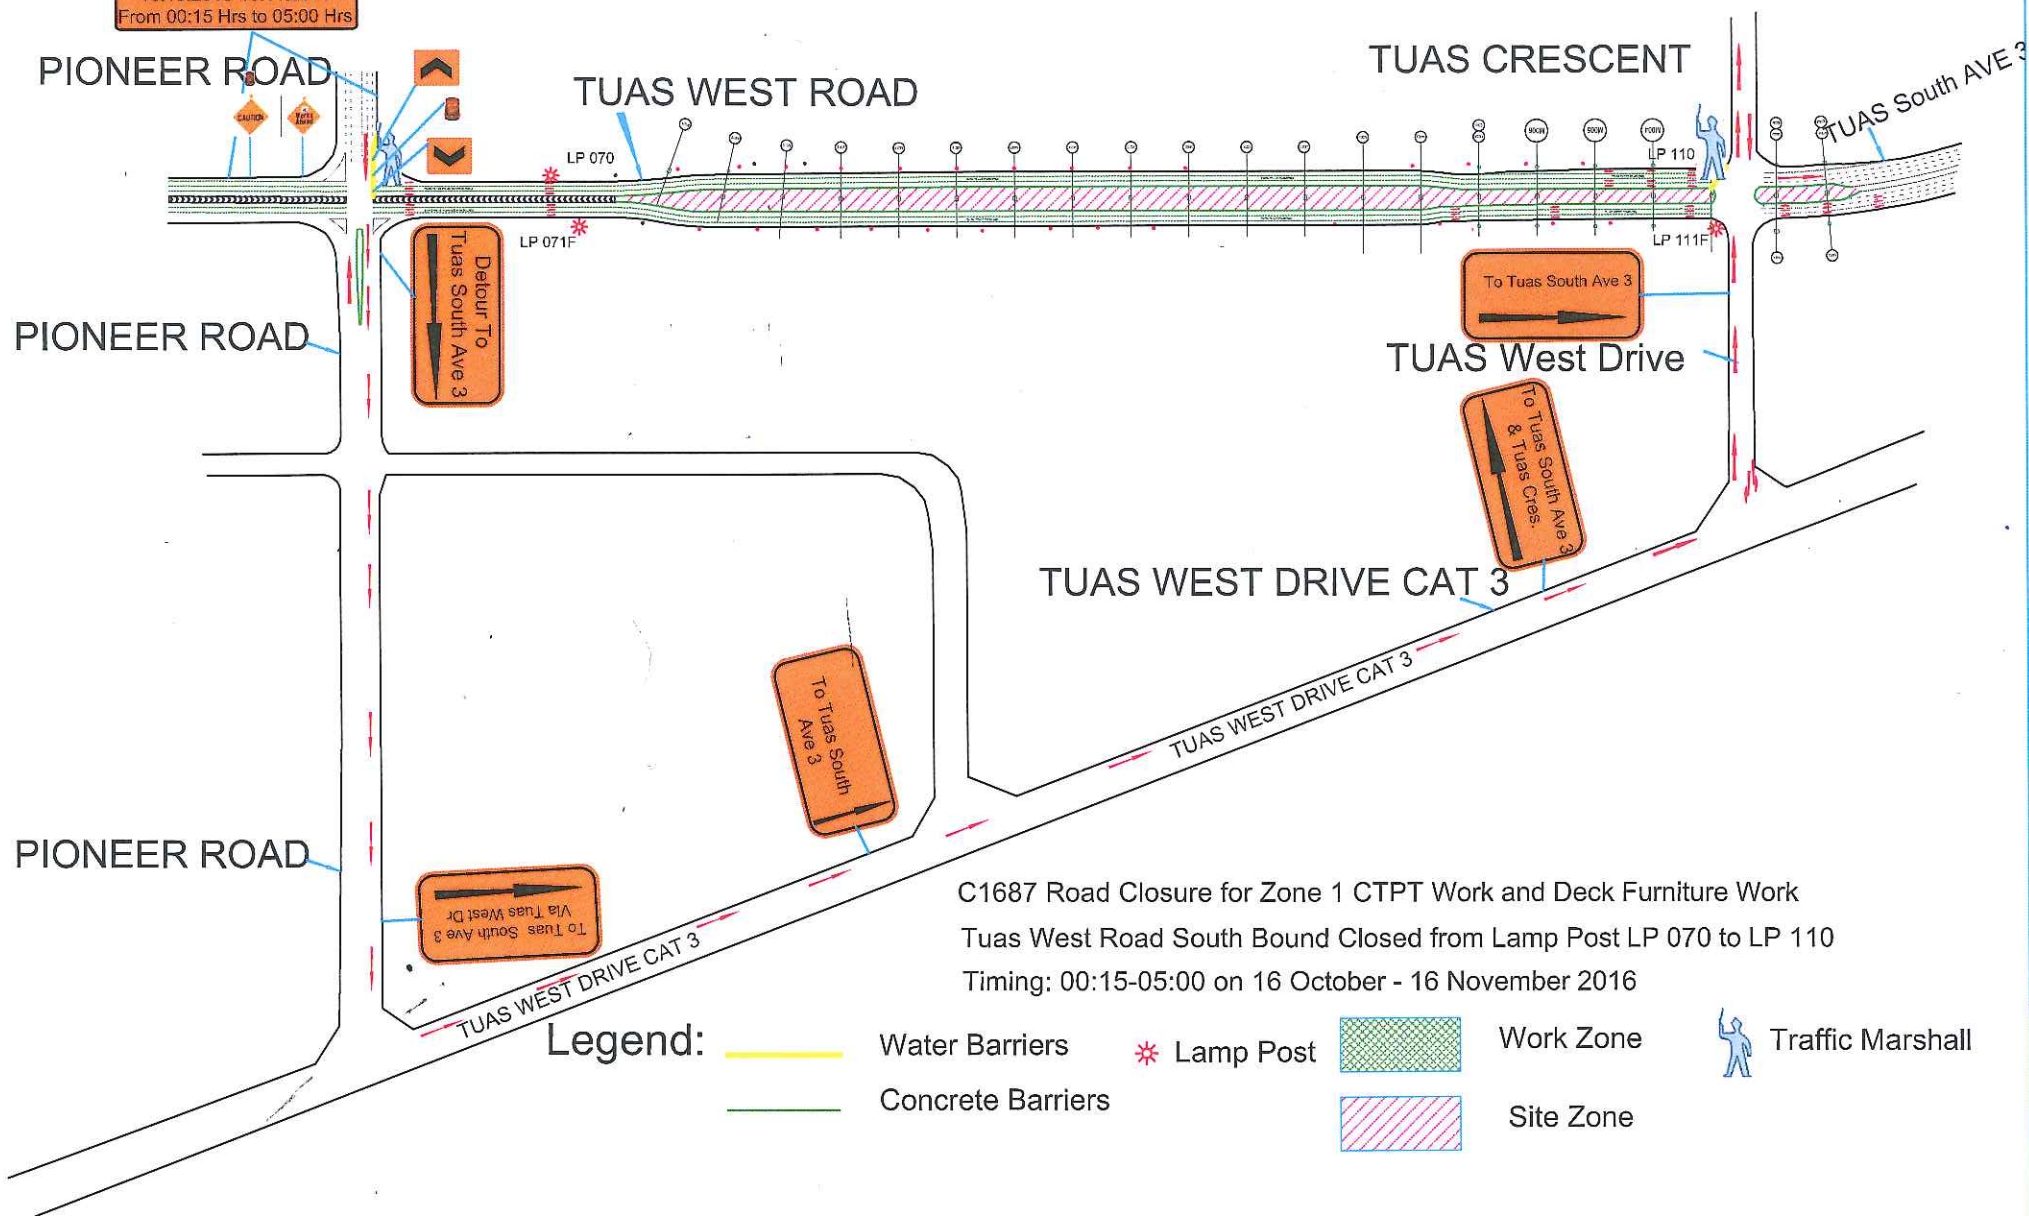 From 00:15 Hrs to 05:00 Hrs
PIONEER ROAD
CAUTION
Works
Ahead
TUAS WEST ROAD
TUAS CRESCENT
TUAS South AVE 3
LP 070
LP 110
LP 071F
LP 111F
Detour To
Tuas South Ave 3
To Tuas South Ave 3
PIONEER ROAD
TUAS West Drive
To Tuas South Ave 3
& Tuas Cres.
TUAS WEST DRIVE CAT 3
TUAS WEST DRIVE CAT 3
To Tuas South
Ave 3
PIONEER ROAD
To Tuas South Ave 3
Via Tuas West Dr
TUAS WEST DRIVE CAT 3
C1687 Road Closure for Zone 1 CTPT Work and Deck Furniture Work
Tuas West Road South Bound Closed from Lamp Post LP 070 to LP 110
Timing: 00:15-05:00 on 16 October - 16 November 2016
Legend:
Water Barriers
Lamp Post
Work Zone
Traffic Marshall
Concrete Barriers
Site Zone